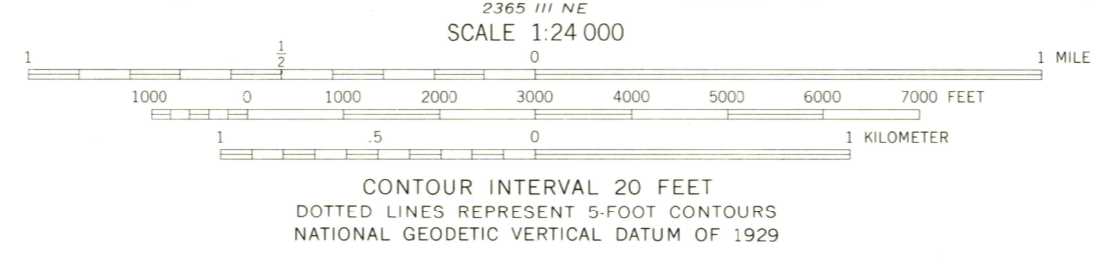 2365 III NE
SCALE 1:24 000
1 1/2 0 1 MILE
1000 0 1000 2000 3000 4000 5000 6000 7000 FEET
1 .5 0 1 KILOMETER
CONTOUR INTERVAL 20 FEET
DOTTED LINES REPRESENT 5-FOOT CONTOURS
NATIONAL GEODETIC VERTICAL DATUM OF 1929